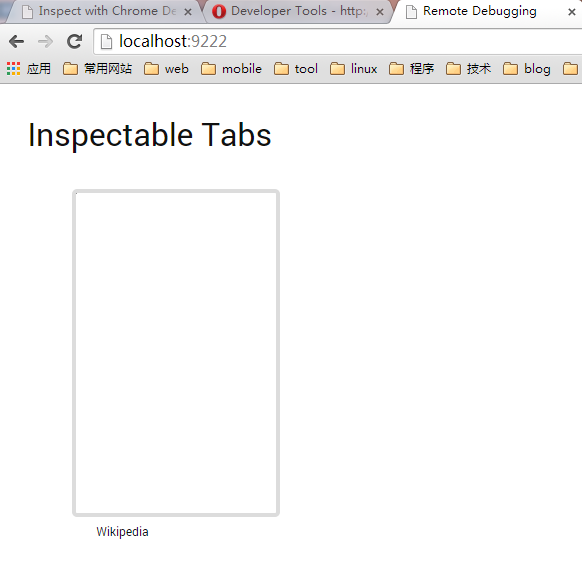 Inspect with Chrome De
Developer Tools - http:
Remote Debugging
localhost:9222
应用 常用网站 web mobile tool linux 程序 技术 blog
Inspectable Tabs
Wikipedia